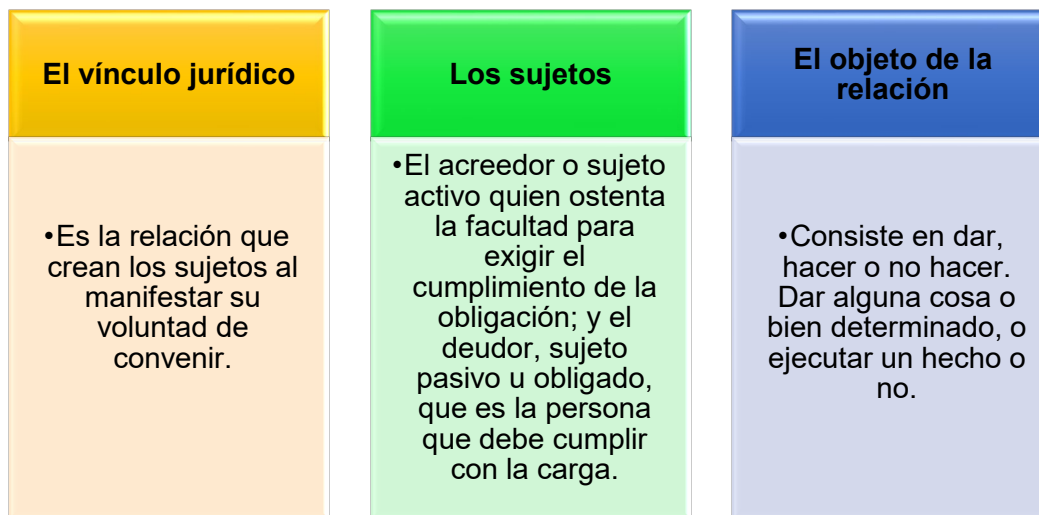 El vínculo jurídico
•Es la relación que
crean los sujetos al
manifestar su
voluntad de
convenir.
Los sujetos
•El acreedor o sujeto
activo quien ostenta
la facultad para
exigir el
cumplimiento de la
obligación; y el
deudor, sujeto
pasivo u obligado,
que es la persona
que debe cumplir
con la carga.
El objeto de la
relación
•Consiste en dar,
hacer o no hacer.
Dar alguna cosa o
bien determinado, o
ejecutar un hecho o
no.